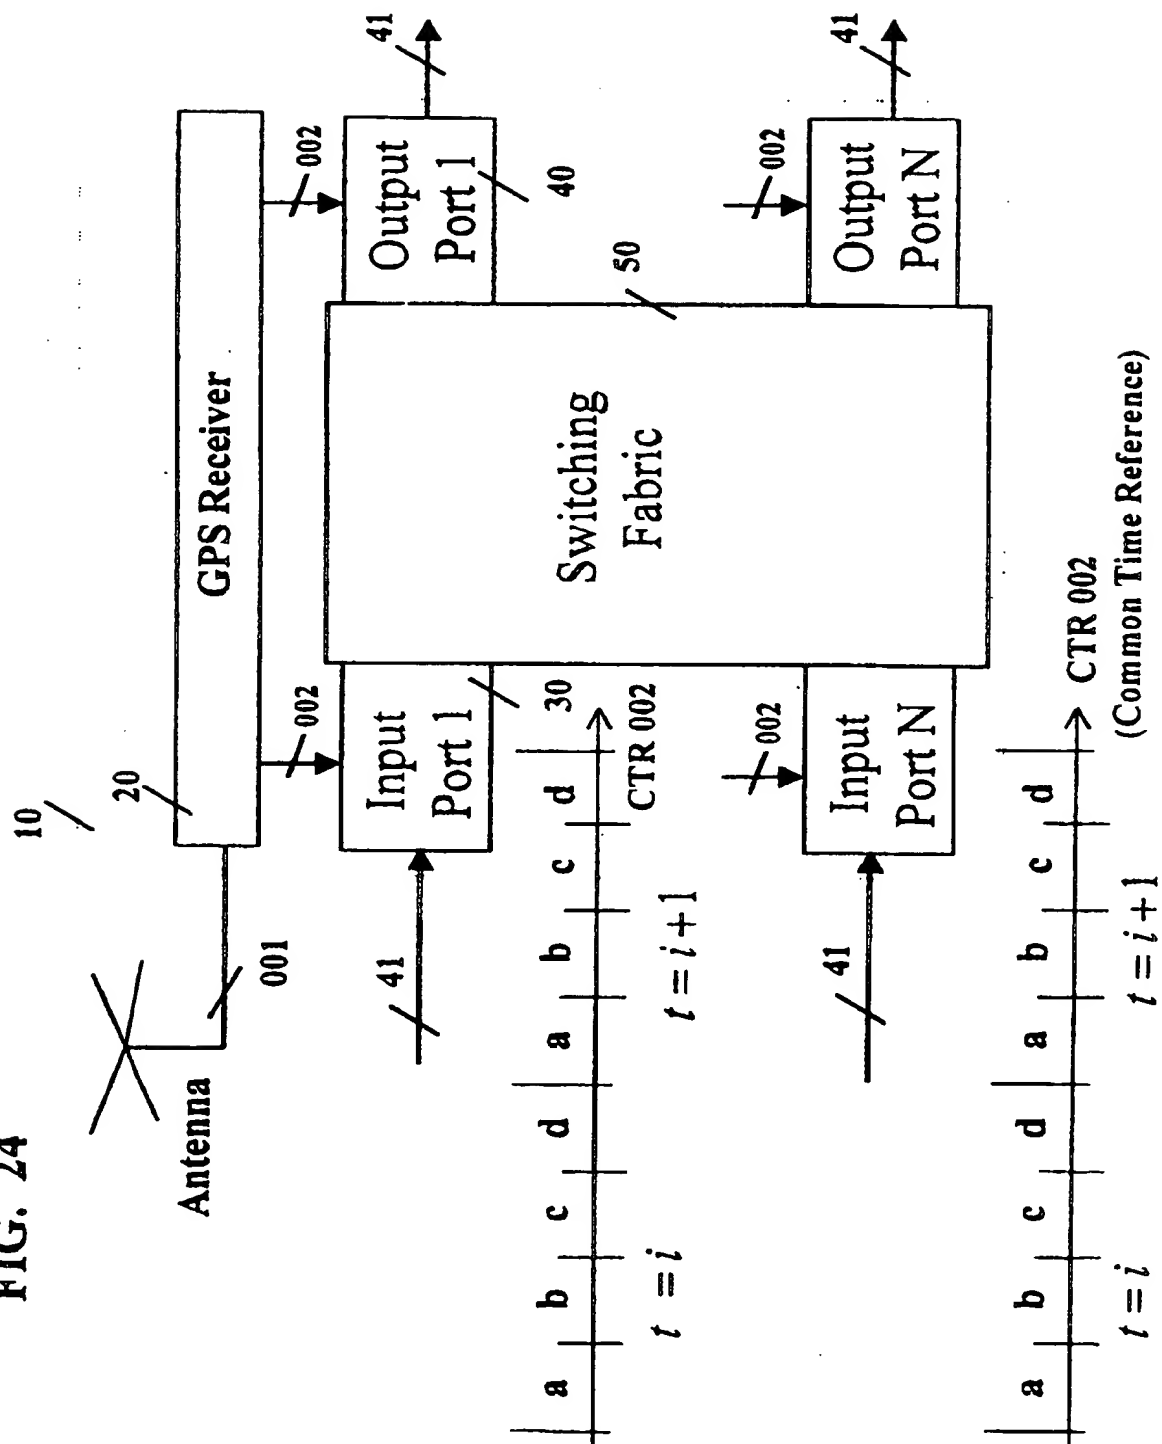 FIG. 24
10
20
GPS Receiver
Antenna
001
002
002
41
Input
Port 1
30
Output
Port 1
40
41
Switching
Fabric
50
a b c d a b c d
CTR 002
t = i
t = i+1
002
002
41
Input
Port N
Output
Port N
41
a b c d a b c d
CTR 002
(Common Time Reference)
t = i
t = i+1